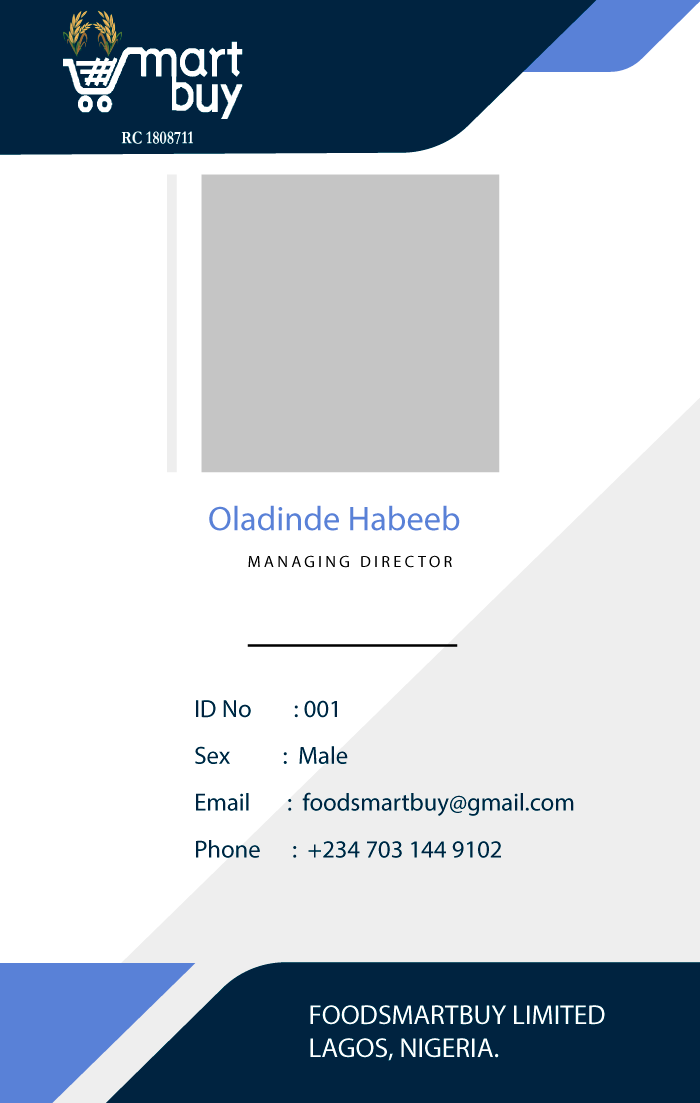 mart
buy
RC 1808711
Oladinde Habeeb
MANAGING DIRECTOR
ID No : 001
Sex : Male
Email : foodsmartbuy@gmail.com
Phone : +234 703 144 9102
FOODSMARTBUY LIMITED
LAGOS, NIGERIA.